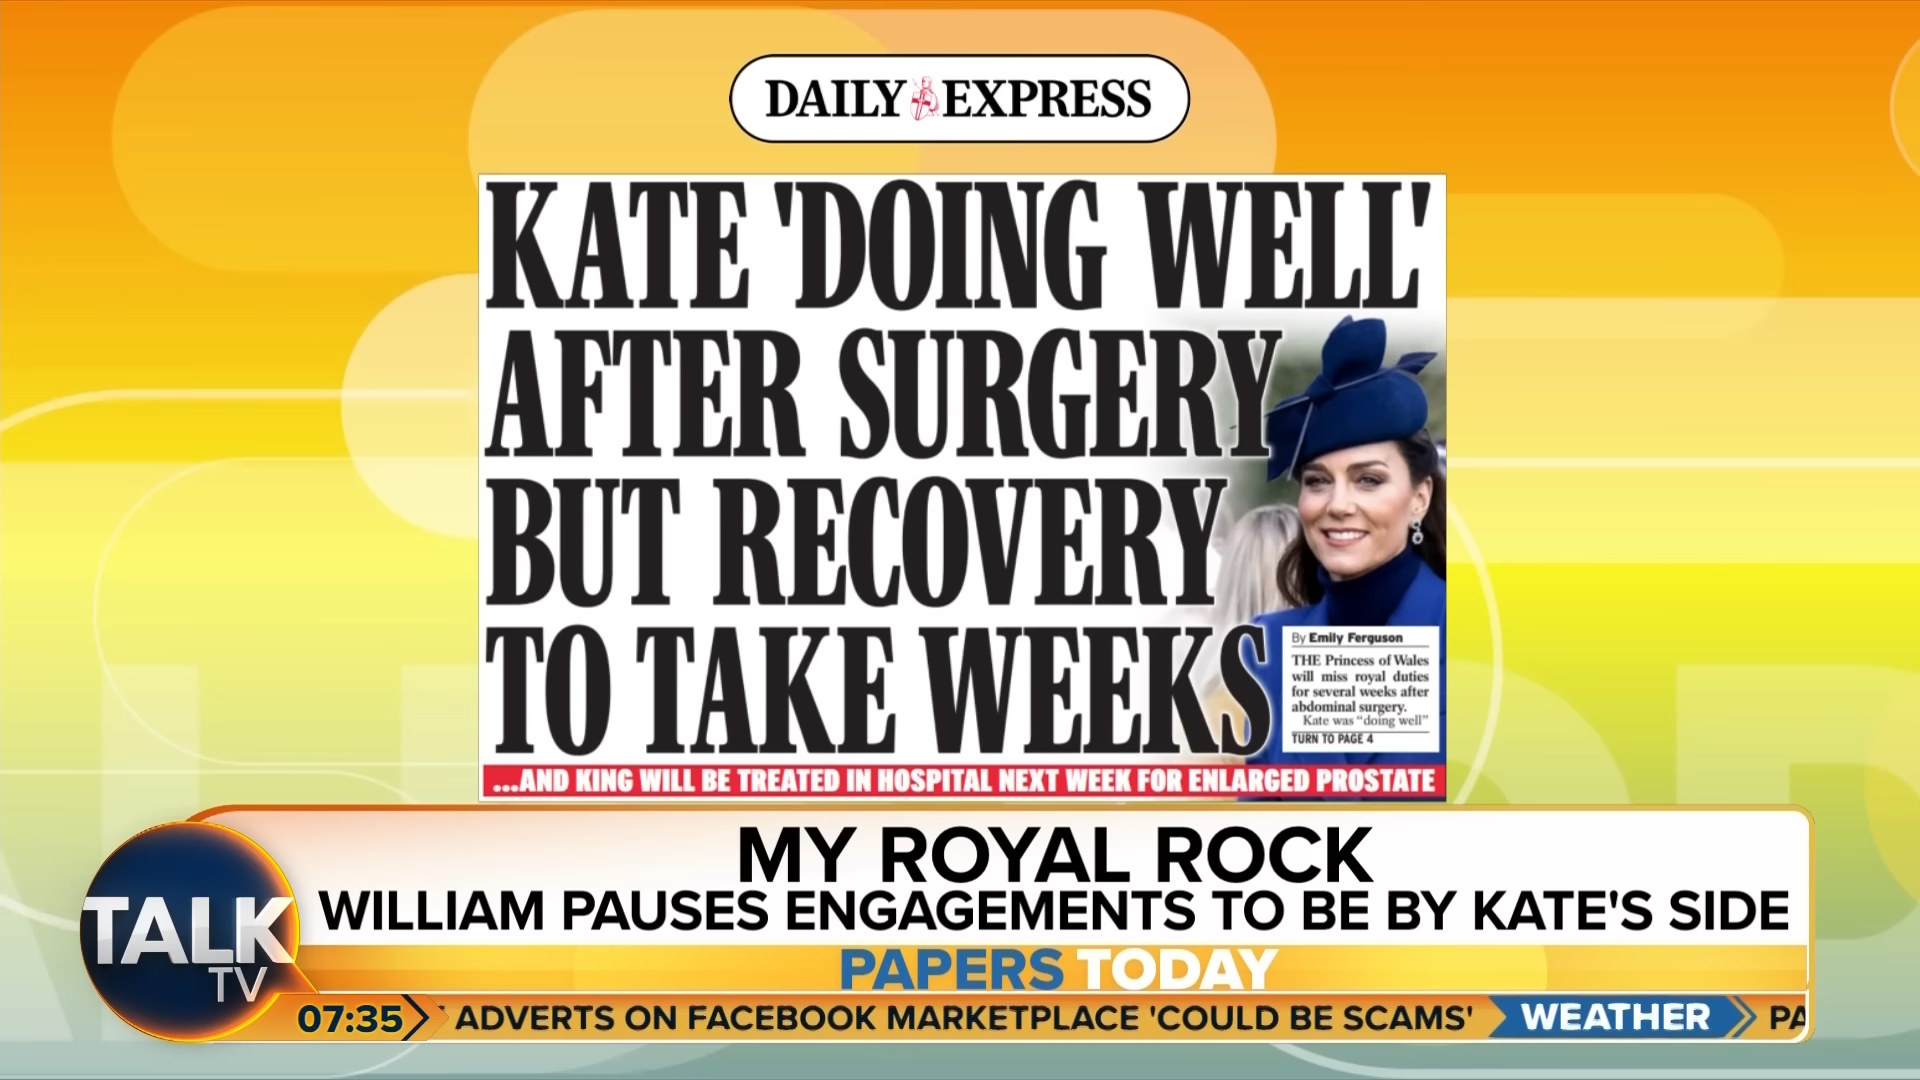 DAILY EXPRESS
KATE 'DOING WELL'
AFTER SURGERY
BUT RECOVERY
TO TAKE WEEKS
By Emily Ferguson
THE Princess of Wales
will miss royal duties
for several weeks after
abdominal surgery.
Kate was "doing well"
TURN TO PAGE 4
...AND KING WILL BE TREATED IN HOSPITAL NEXT WEEK FOR ENLARGED PROSTATE
MY ROYAL ROCK
WILLIAM PAUSES ENGAGEMENTS TO BE BY KATE'S SIDE
TALK
TV
PAPERS TODAY
07:35
ADVERTS ON FACEBOOK MARKETPLACE 'COULD BE SCAMS' WEATHER PA